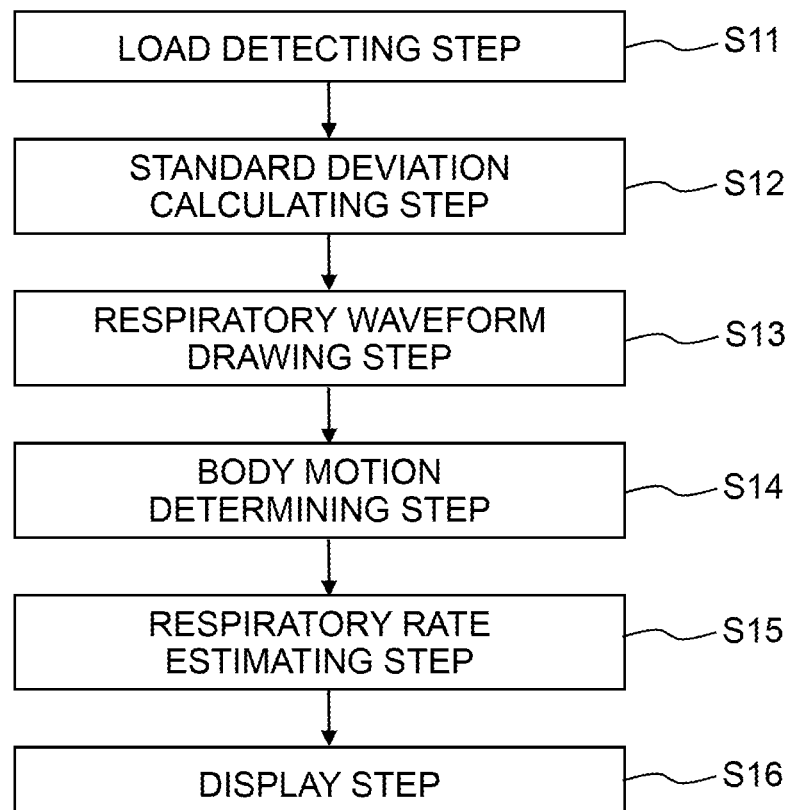 LOAD DETECTING STEP
S11
STANDARD DEVIATION
CALCULATING STEP
S12
RESPIRATORY WAVEFORM
DRAWING STEP
S13
BODY MOTION
DETERMINING STEP
S14
RESPIRATORY RATE
ESTIMATING STEP
S15
DISPLAY STEP
S16